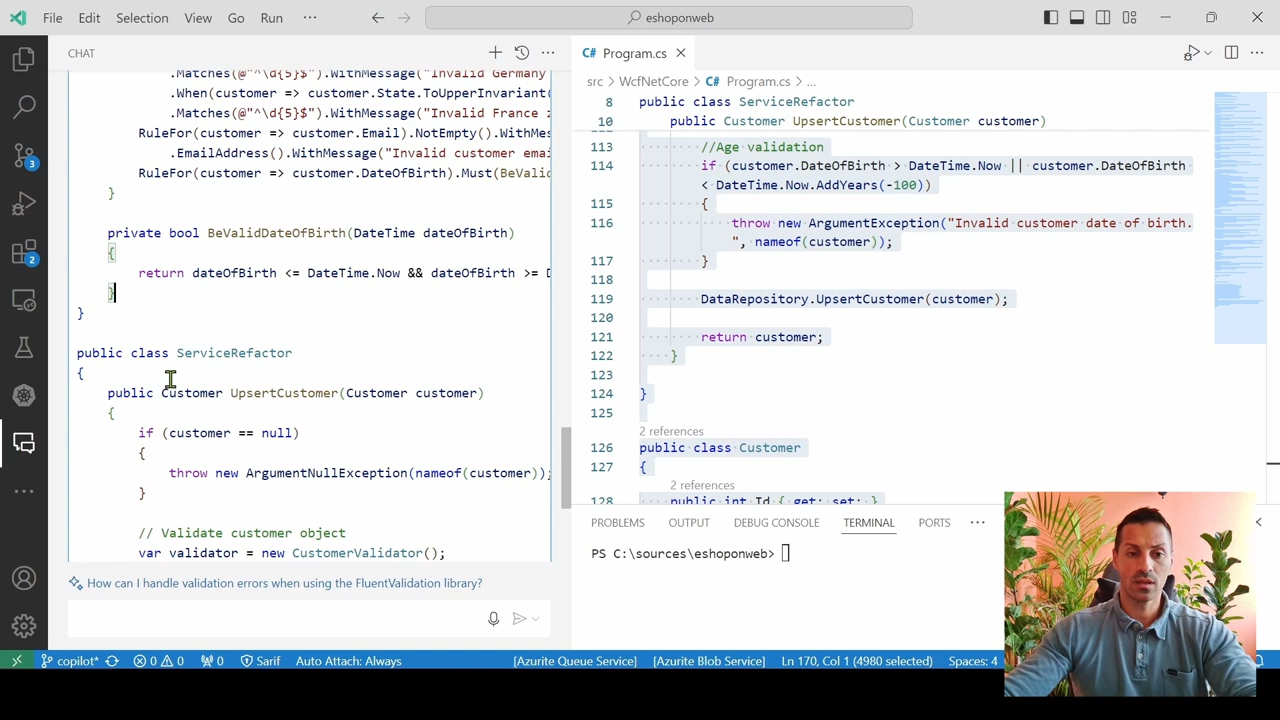 File Edit Selection View Go Run ··· eshoponweb
CHAT
.Matches(@"^\d{5}$").WithMessage("Invalid Germany
.When(customer => customer.State.ToUpperInvariant(
.Matches(@"^\d{5}$").WithMessage("Invalid France
RuleFor(customer => customer.Email).NotEmpty().WithMe
.EmailAddress().WithMessage("Invalid customer ema
RuleFor(customer => customer.DateOfBirth).Must(BeVali
}
private bool BeValidDateOfBirth(DateTime dateOfBirth)
{
return dateOfBirth <= DateTime.Now && dateOfBirth >=
}
}
public class ServiceRefactor
{
public Customer UpsertCustomer(Customer customer)
{
if (customer == null)
{
throw new ArgumentNullException(nameof(customer));
}
// Validate customer object
var validator = new CustomerValidator();
How can I handle validation errors when using the FluentValidation library?
3
2
C# Program.cs
src > WcfNetCore > C# Program.cs > ...
8 public class ServiceRefactor
10 public Customer UpsertCustomer(Customer customer)
113 //Age validation
114 if (customer.DateOfBirth > DateTime.Now || customer.DateOfBirth
< DateTime.Now.AddYears(-100))
115 {
116 throw new ArgumentException("Invalid customer date of birth.
", nameof(customer));
117 }
118
119 DataRepository.UpsertCustomer(customer);
120
121 return customer;
122 }
123
124 }
125
2 references
126 public class Customer
127 {
2 references
128 public int Id { get; set; }
PROBLEMS OUTPUT DEBUG CONSOLE TERMINAL PORTS ···
PS C:\sources\eshoponweb>
copilot* 0 0 0 Sarif Auto Attach: Always [Azurite Queue Service] [Azurite Blob Service] Ln 170, Col 1 (4980 selected) Spaces: 4